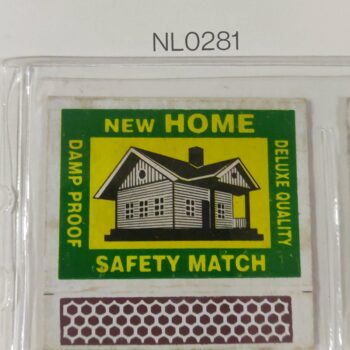 NL0281
NEW HOME
DAMP PROOF
DELUXE QUALITY
SAFETY MATCH